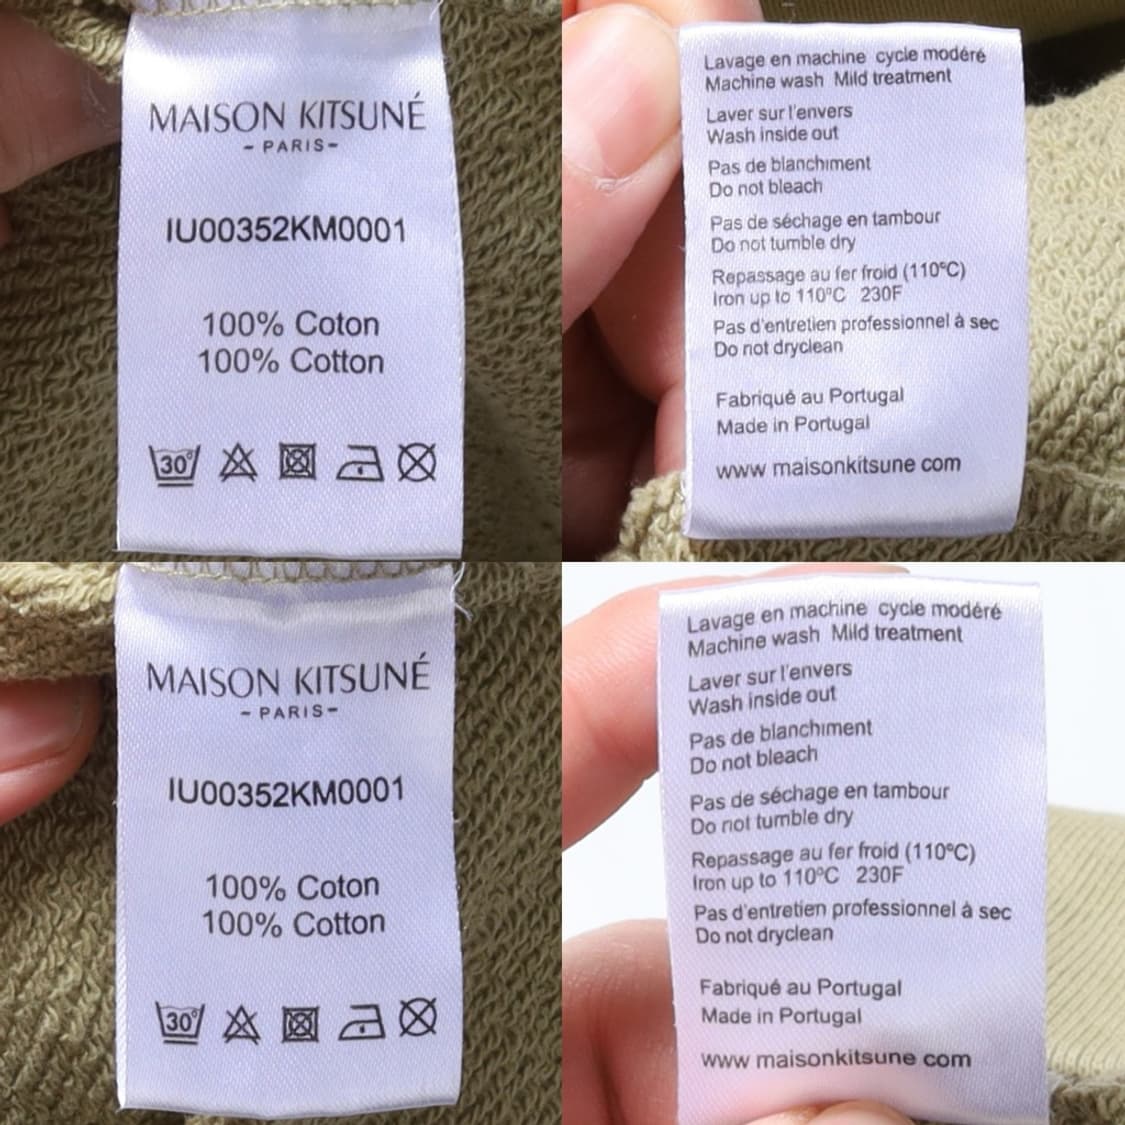 MAISON KITSUNÉ
- PARIS-
IU00352KM0001
100% Coton
100% Cotton
30°
Lavage en machine cycle modéré
Machine wash Mild treatment
Laver sur l'envers
Wash inside out
Pas de blanchiment
Do not bleach
Pas de séchage en tambour
Do not tumble dry
Repassage au fer froid (110°C)
Iron up to 110°C 230F
Pas d'entretien professionnel à sec
Do not dryclean
Fabriqué au Portugal
Made in Portugal
www maisonkitsune com
MAISON KITSUNÉ
- PARIS-
IU00352KM0001
100% Coton
100% Cotton
30°
Lavage en machine cycle modéré
Machine wash Mild treatment
Laver sur l'envers
Wash inside out
Pas de blanchiment
Do not bleach
Pas de séchage en tambour
Do not tumble dry
Repassage au fer froid (110°C)
Iron up to 110°C 230F
Pas d'entretien professionnel à sec
Do not dryclean
Fabriqué au Portugal
Made in Portugal
www maisonkitsune com